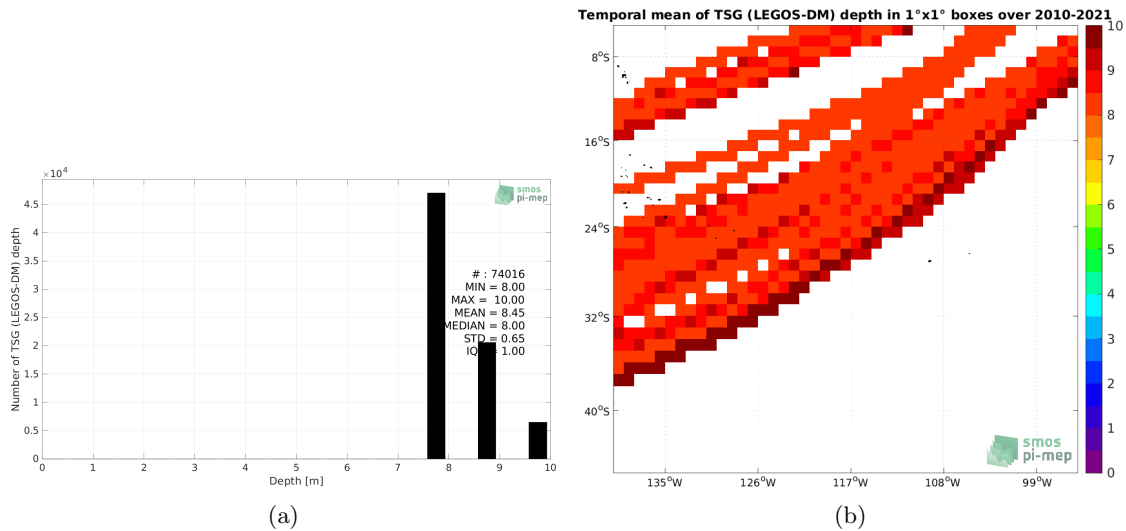 Temporal mean of TSG (LEGOS-DM) depth in 1°x1° boxes over 2010-2021
8°S
16°S
24°S
32°S
40°S
135°W
126°W
117°W
108°W
99°W
10
9
8
7
6
5
4
3
2
1
0
smos
pi-mep
×10⁴
4.5
4
3.5
3
2.5
2
1.5
1
0.5
0
Number of TSG (LEGOS-DM) depth
smos
pi-mep
# : 74016
MIN = 8.00
MAX = 10.00
MEAN = 8.45
MEDIAN = 8.00
STD = 0.65
= 1.00
0 1 2 3 4 5 6 7 8 9 10
Depth [m]
(a)
(b)